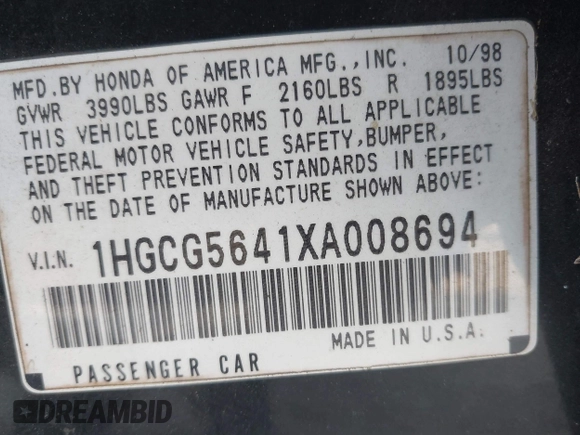 MFD.BY HONDA OF AMERICA MFG.,INC. 10/98
GVWR 3990LBS GAWR F 2160LBS R 1895LBS
THIS VEHICLE CONFORMS TO ALL APPLICABLE
FEDERAL MOTOR VEHICLE SAFETY,BUMPER,
AND THEFT PREVENTION STANDARDS IN EFFECT
ON THE DATE OF MANUFACTURE SHOWN ABOVE:
V.I.N. 1HGCG5641XA008694
MADE IN U.S.A.
PASSENGER CAR
DREAMBID